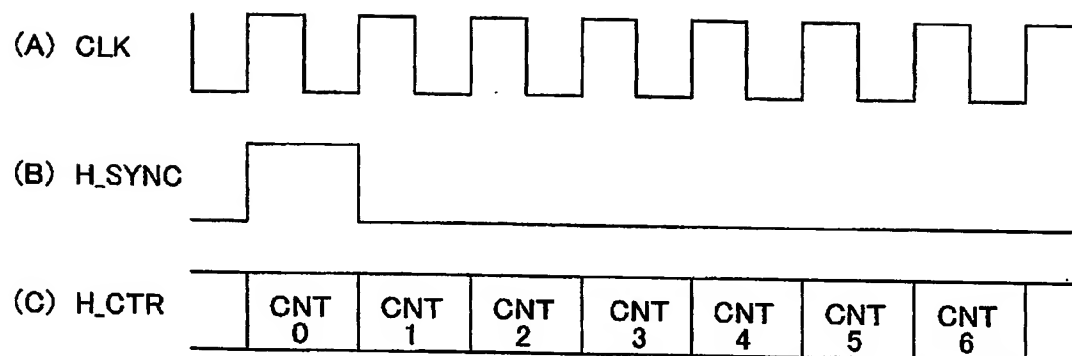 (A) CLK
(B) H_SYNC
(C) H_CTR
CNT 0
CNT 1
CNT 2
CNT 3
CNT 4
CNT 5
CNT 6